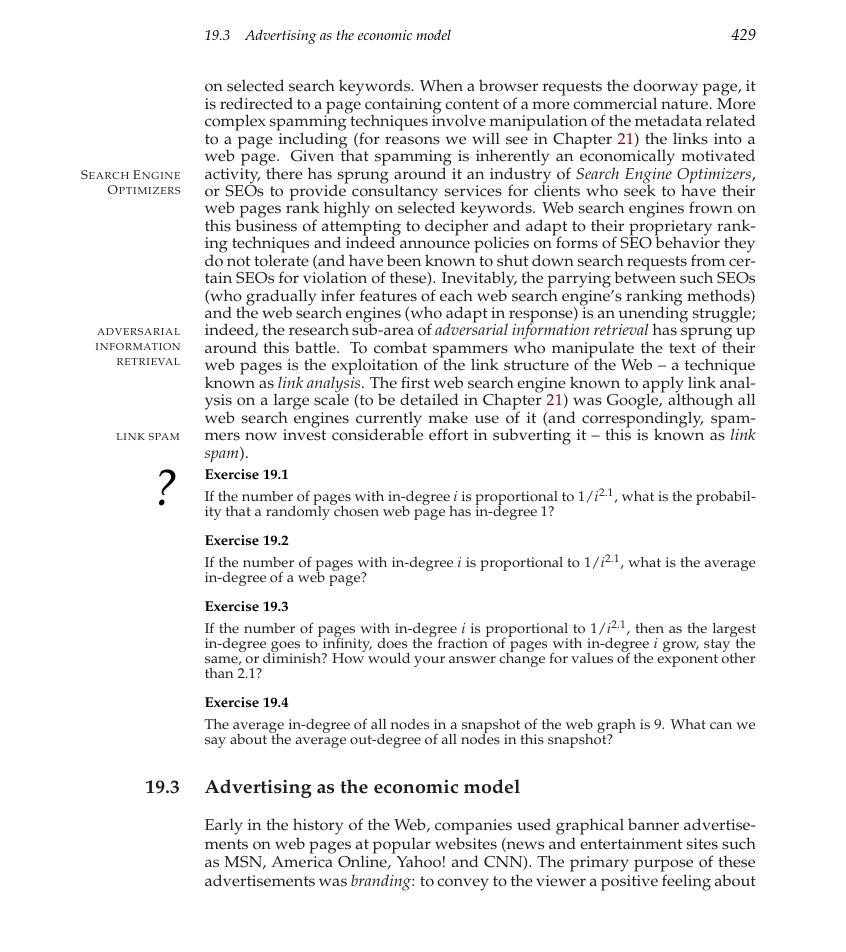 19.3 Advertising as the economic model 429
on selected search keywords. When a browser requests the doorway page, it
is redirected to a page containing content of a more commercial nature. More
complex spamming techniques involve manipulation of the metadata related
to a page including (for reasons we will see in Chapter 21) the links into a
web page. Given that spamming is inherently an economically motivated
SEARCH ENGINE
OPTIMIZERS
activity, there has sprung around it an industry of Search Engine Optimizers,
or SEOs to provide consultancy services for clients who seek to have their
web pages rank highly on selected keywords. Web search engines frown on
this business of attempting to decipher and adapt to their proprietary rank-
ing techniques and indeed announce policies on forms of SEO behavior they
do not tolerate (and have been known to shut down search requests from cer-
tain SEOs for violation of these). Inevitably, the parrying between such SEOs
(who gradually infer features of each web search engine's ranking methods)
and the web search engines (who adapt in response) is an unending struggle;
ADVERSARIAL
INFORMATION
RETRIEVAL
indeed, the research sub-area of adversarial information retrieval has sprung up
around this battle. To combat spammers who manipulate the text of their
web pages is the exploitation of the link structure of the Web – a technique
known as link analysis. The first web search engine known to apply link anal-
ysis on a large scale (to be detailed in Chapter 21) was Google, although all
web search engines currently make use of it (and correspondingly, spam-
LINK SPAM
mers now invest considerable effort in subverting it – this is known as link
spam).
?
Exercise 19.1
If the number of pages with in-degree i is proportional to 1/i^2.1, what is the probabil-
ity that a randomly chosen web page has in-degree 1?
Exercise 19.2
If the number of pages with in-degree i is proportional to 1/i^2.1, what is the average
in-degree of a web page?
Exercise 19.3
If the number of pages with in-degree i is proportional to 1/i^2.1, then as the largest
in-degree goes to infinity, does the fraction of pages with in-degree i grow, stay the
same, or diminish? How would your answer change for values of the exponent other
than 2.1?
Exercise 19.4
The average in-degree of all nodes in a snapshot of the web graph is 9. What can we
say about the average out-degree of all nodes in this snapshot?
19.3 Advertising as the economic model
Early in the history of the Web, companies used graphical banner advertise-
ments on web pages at popular websites (news and entertainment sites such
as MSN, America Online, Yahoo! and CNN). The primary purpose of these
advertisements was branding: to convey to the viewer a positive feeling about